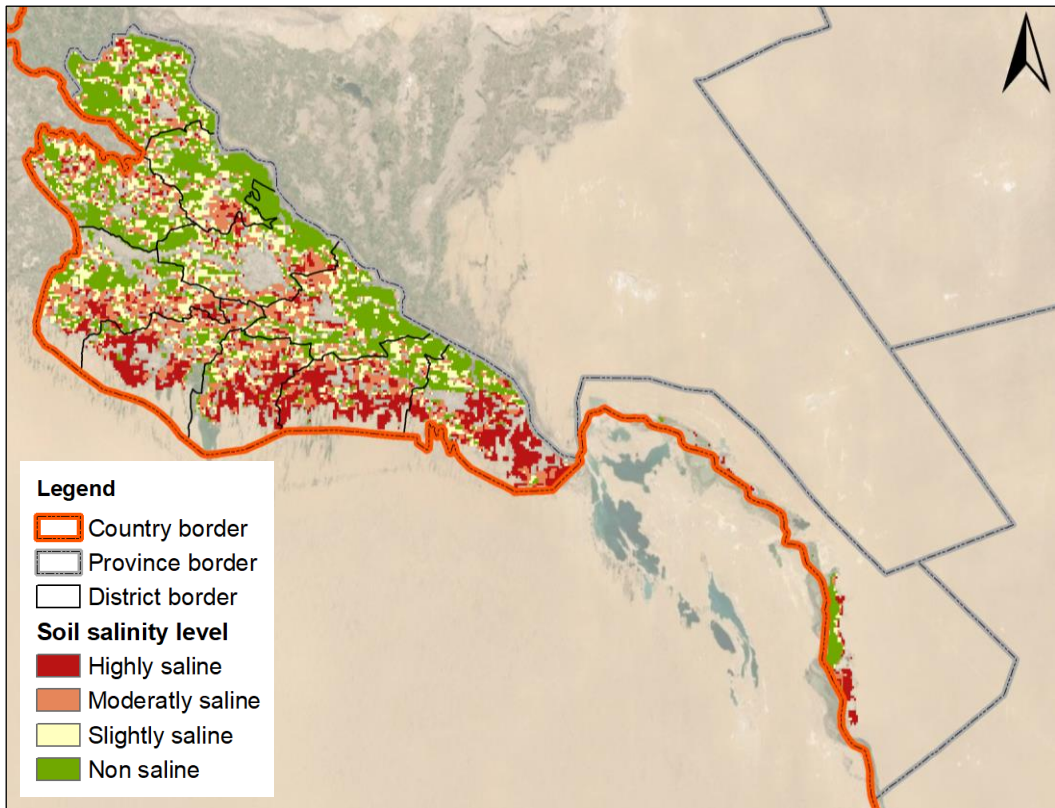 Legend
Country border
Province border
District border
Soil salinity level
Highly saline
Moderatly saline
Slightly saline
Non saline